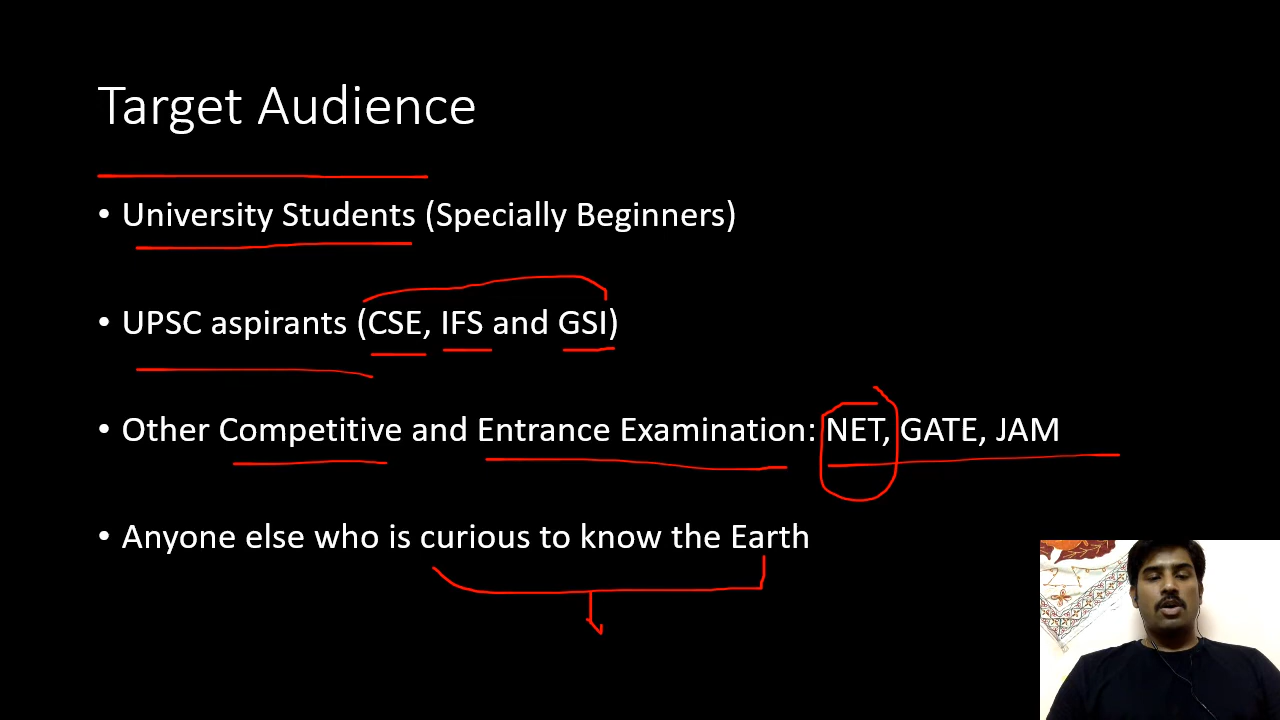 Target Audience
• University Students (Specially Beginners)
• UPSC aspirants (CSE, IFS and GSI)
• Other Competitive and Entrance Examination: NET, GATE, JAM
• Anyone else who is curious to know the Earth